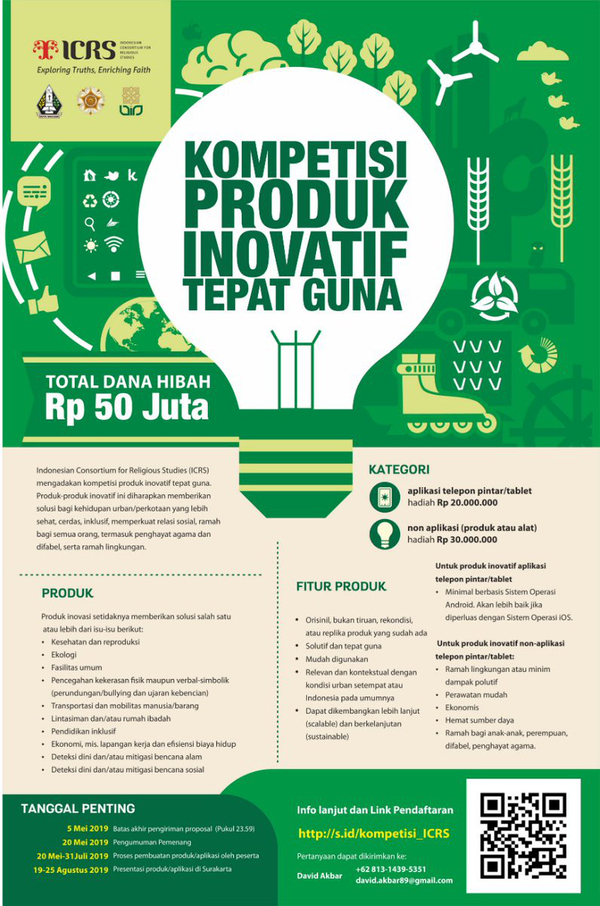 ICRS
INDONESIAN
CONSORTIUM FOR
RELIGIOUS
STUDIES
Exploring Truths, Enriching Faith
KOMPETISI
PRODUK
INOVATIF
TEPAT GUNA
TOTAL DANA HIBAH
Rp 50 Juta
Indonesian Consortium for Religious Studies (ICRS)
mengadakan kompetisi produk inovatif tepat guna.
Produk-produk inovatif ini diharapkan memberikan
solusi bagi kehidupan urban/perkotaan yang lebih
sehat, cerdas, inklusif, memperkuat relasi sosial, ramah
bagi semua orang, termasuk penghayat agama dan
difabel, serta ramah lingkungan.
KATEGORI
aplikasi telepon pintar/tablet
hadiah Rp 20.000.000
non aplikasi (produk atau alat)
hadiah Rp 30.000.000
PRODUK
Produk inovasi setidaknya memberikan solusi salah satu
atau lebih dari isu-isu berikut:
• Kesehatan dan reproduksi
• Ekologi
• Fasilitas umum
• Pencegahan kekerasan fisik maupun verbal-simbolik
(perundungan/bullying dan ujaran kebencian)
• Transportasi dan mobilitas manusia/barang
• Lintasiman dan/atau rumah ibadah
• Pendidikan inklusif
• Ekonomi, mis. lapangan kerja dan efisiensi biaya hidup
• Deteksi dini dan/atau mitigasi bencana alam
• Deteksi dini dan/atau mitigasi bencana sosial
FITUR PRODUK
• Orisinil, bukan tiruan, rekondisi,
atau replika produk yang sudah ada
• Solutif dan tepat guna
• Mudah digunakan
• Relevan dan kontekstual dengan
kondisi urban setempat atau
Indonesia pada umumnya
• Dapat dikembangkan lebih lanjut
(scalable) dan berkelanjutan
(sustainable)
Untuk produk inovatif aplikasi
telepon pintar/tablet
• Minimal berbasis Sistem Operasi
Android. Akan lebih baik jika
diperluas dengan Sistem Operasi iOS.
Untuk produk inovatif non-aplikasi
telepon pintar/tablet:
• Ramah lingkungan atau minim
dampak polutif
• Perawatan mudah
• Ekonomis
• Hemat sumber daya
• Ramah bagi anak-anak, perempuan,
difabel, penghayat agama.
TANGGAL PENTING
5 Mei 2019 Batas akhir pengiriman proposal (Pukul 23.59)
20 Mei 2019 Pengumuman Pemenang
20 Mei-31Juli 2019 Proses pembuatan produk/aplikasi oleh peserta
19-25 Agustus 2019 Presentasi produk/aplikasi di Surakarta
Info lanjut dan Link Pendaftaran
http://s.id/kompetisi_ICRS
Pertanyaan dapat dikirimkan ke:
David Akbar +62 813-1439-5351
david.akbar89@gmail.com